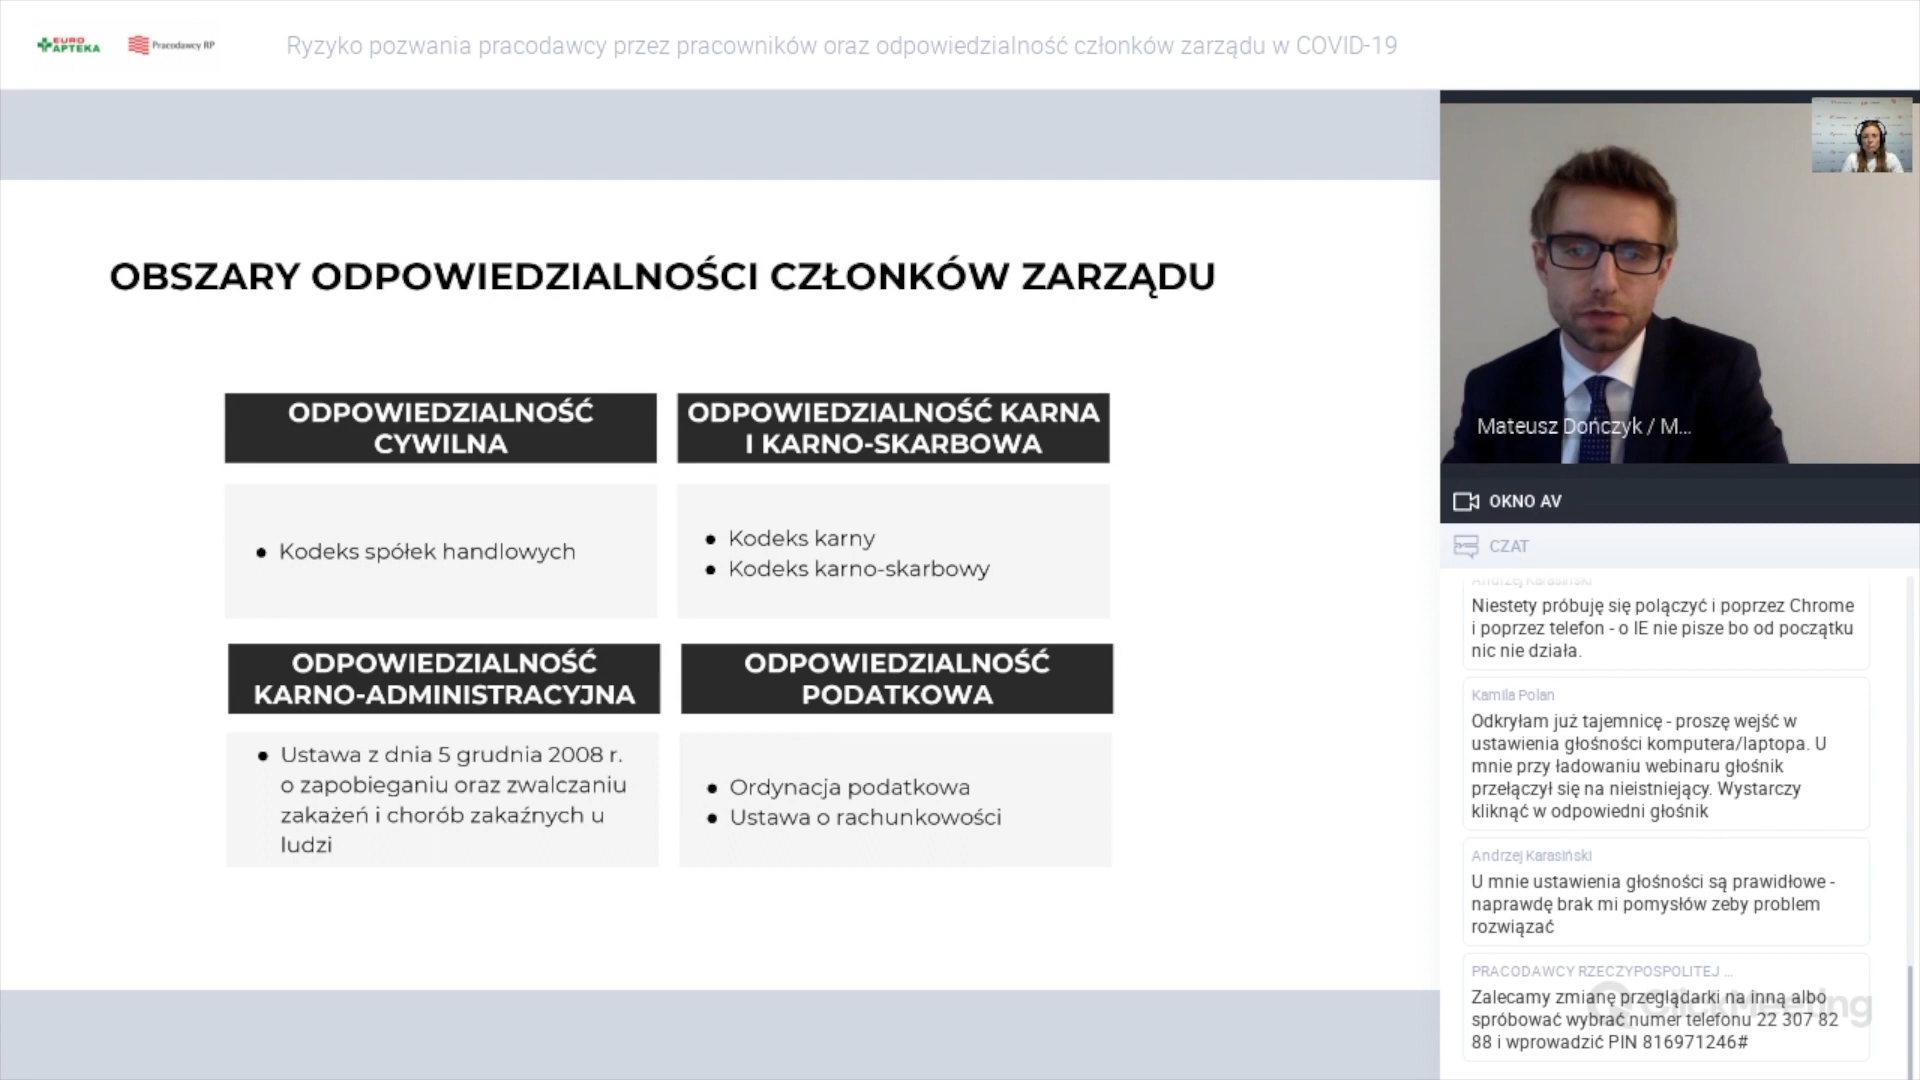 EURO
APTEKA
Pracodawcy RP
Ryzyko pozwania pracodawcy przez pracowników oraz odpowiedzialność członków zarządu w COVID-19
OBSZARY ODPOWIEDZIALNOŚCI CZŁONKÓW ZARZĄDU
ODPOWIEDZIALNOŚĆ
CYWILNA
• Kodeks spółek handlowych
ODPOWIEDZIALNOŚĆ KARNA
I KARNO-SKARBOWA
• Kodeks karny
• Kodeks karno-skarbowy
ODPOWIEDZIALNOŚĆ
KARNO-ADMINISTRACYJNA
• Ustawa z dnia 5 grudnia 2008 r.
o zapobieganiu oraz zwalczaniu
zakażeń i chorób zakaźnych u
ludzi
ODPOWIEDZIALNOŚĆ
PODATKOWA
• Ordynacja podatkowa
• Ustawa o rachunkowości
Mateusz Dończyk / M...
OKNO AV
CZAT
Andrzej Karasiński
Niestety próbuję się połączyć i poprzez Chrome
i poprzez telefon - o IE nie pisze bo od początku
nic nie działa.
Kamila Polan
Odkryłam już tajemnicę - proszę wejść w
ustawienia głośności komputera/laptopa. U
mnie przy ładowaniu webinaru głośnik
przełączył się na nieistniejący. Wystarczy
kliknąć w odpowiedni głośnik
Andrzej Karasiński
U mnie ustawienia głośności są prawidłowe -
naprawdę brak mi pomysłów zeby problem
rozwiązać
PRACODAWCY RZECZYPOSPOLITEJ ...
Zalecamy zmianę przeglądarki na inną albo
spróbować wybrać numer telefonu 22 307 82
88 i wprowadzić PIN 816971246#
ClickMeeting